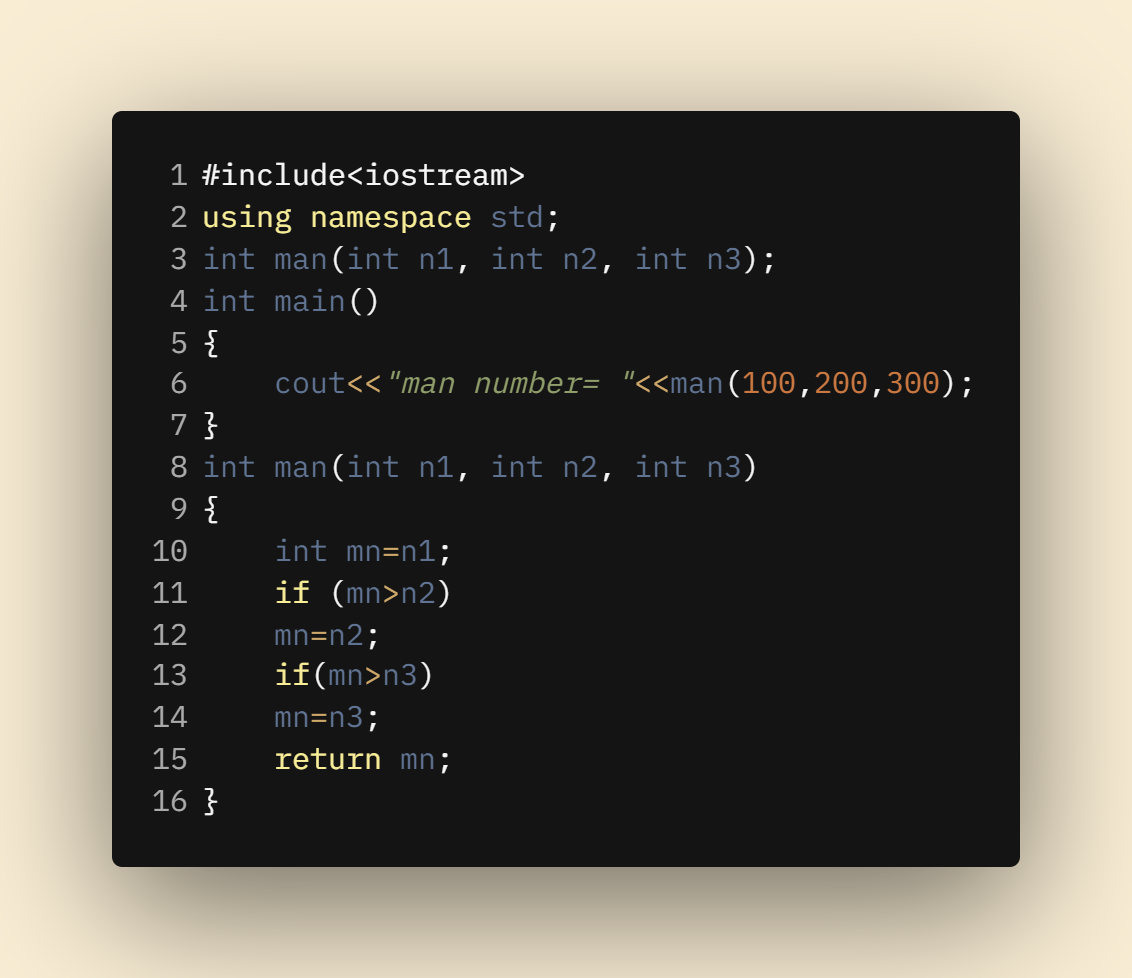 1 #include<iostream>
2 using namespace std;
3 int man(int n1, int n2, int n3);
4 int main()
5 {
6     cout<<"man number= "<<man(100,200,300);
7 }
8 int man(int n1, int n2, int n3)
9 {
10     int mn=n1;
11     if (mn>n2)
12     mn=n2;
13     if(mn>n3)
14     mn=n3;
15     return mn;
16 }